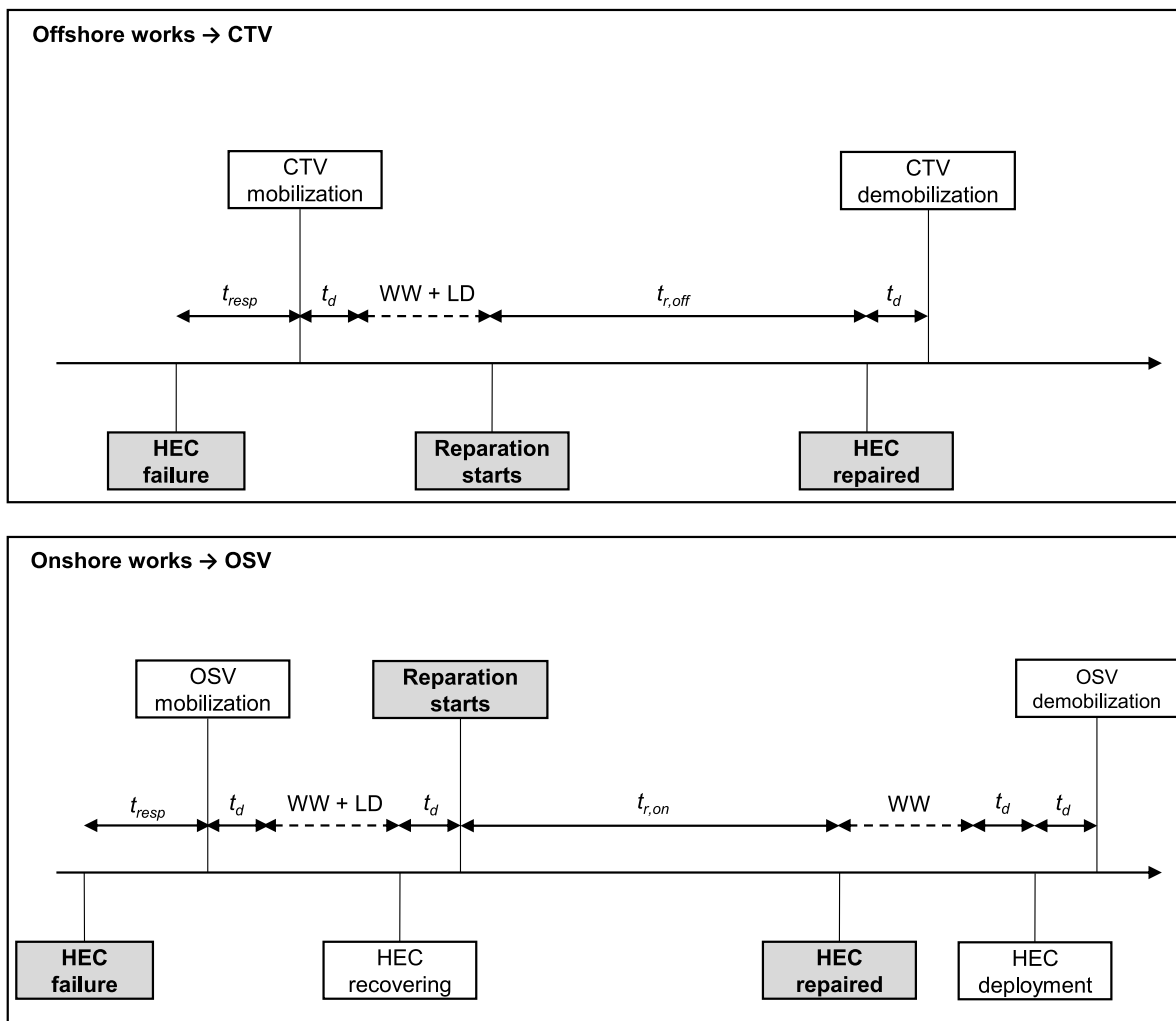 Offshore works → CTV
CTV
mobilization
CTV
demobilization
t_resp
t_d
WW + LD
t_r,off
t_d
HEC
failure
Reparation
starts
HEC
repaired
Onshore works → OSV
OSV
mobilization
Reparation
starts
OSV
demobilization
t_resp
t_d
WW + LD
t_d
t_r,on
WW
t_d
t_d
HEC
failure
HEC
recovering
HEC
repaired
HEC
deployment